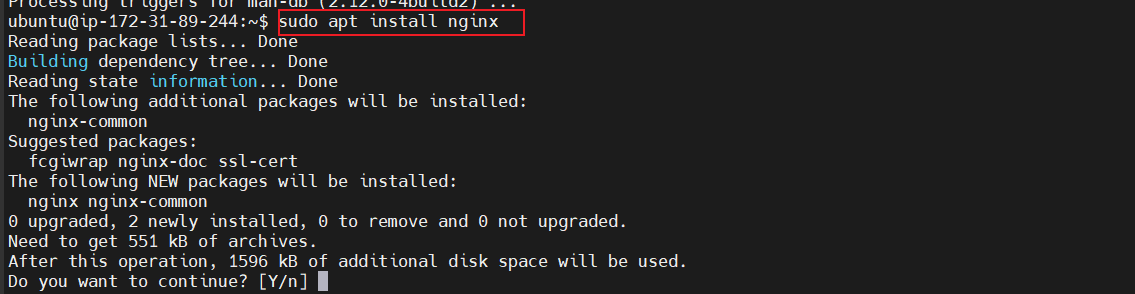 Processing triggers for man-db (2.12.0-4build2) ...
ubuntu@ip-172-31-89-244:~$ sudo apt install nginx
Reading package lists... Done
Building dependency tree... Done
Reading state information... Done
The following additional packages will be installed:
  nginx-common
Suggested packages:
  fcgiwrap nginx-doc ssl-cert
The following NEW packages will be installed:
  nginx nginx-common
0 upgraded, 2 newly installed, 0 to remove and 0 not upgraded.
Need to get 551 kB of archives.
After this operation, 1596 kB of additional disk space will be used.
Do you want to continue? [Y/n]